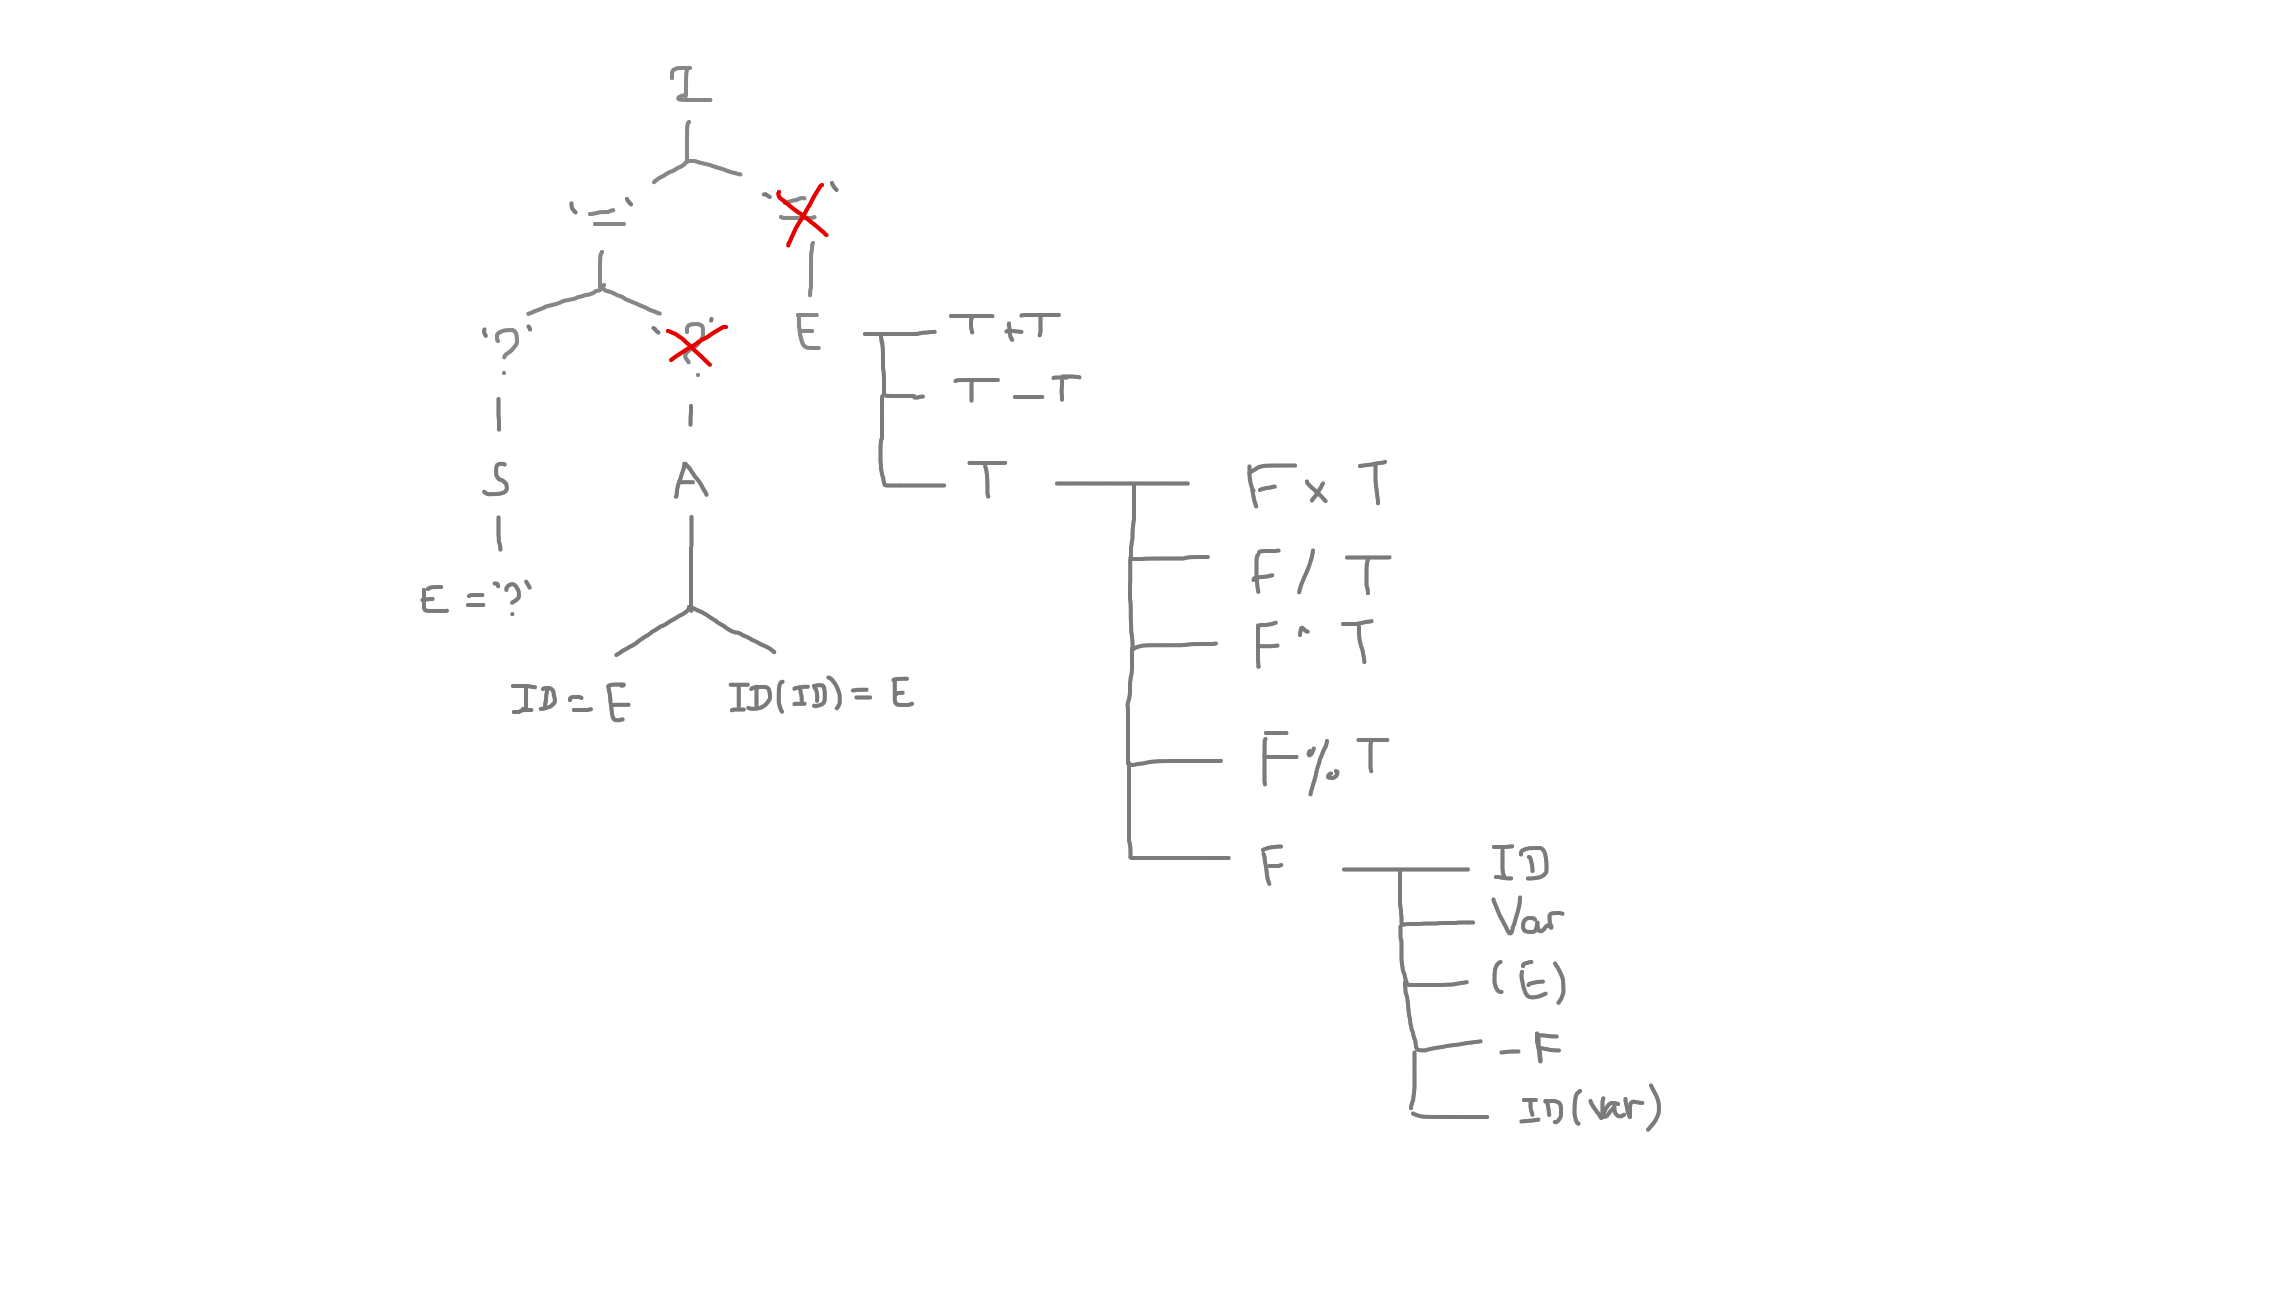 I
'=' '='
'?' '?' E T+T
T-T
S A T F x T
F / T
E = '?' F ^ T
ID = E ID(ID) = E
F % T
F ID
Var
(E)
-F
ID(Var)